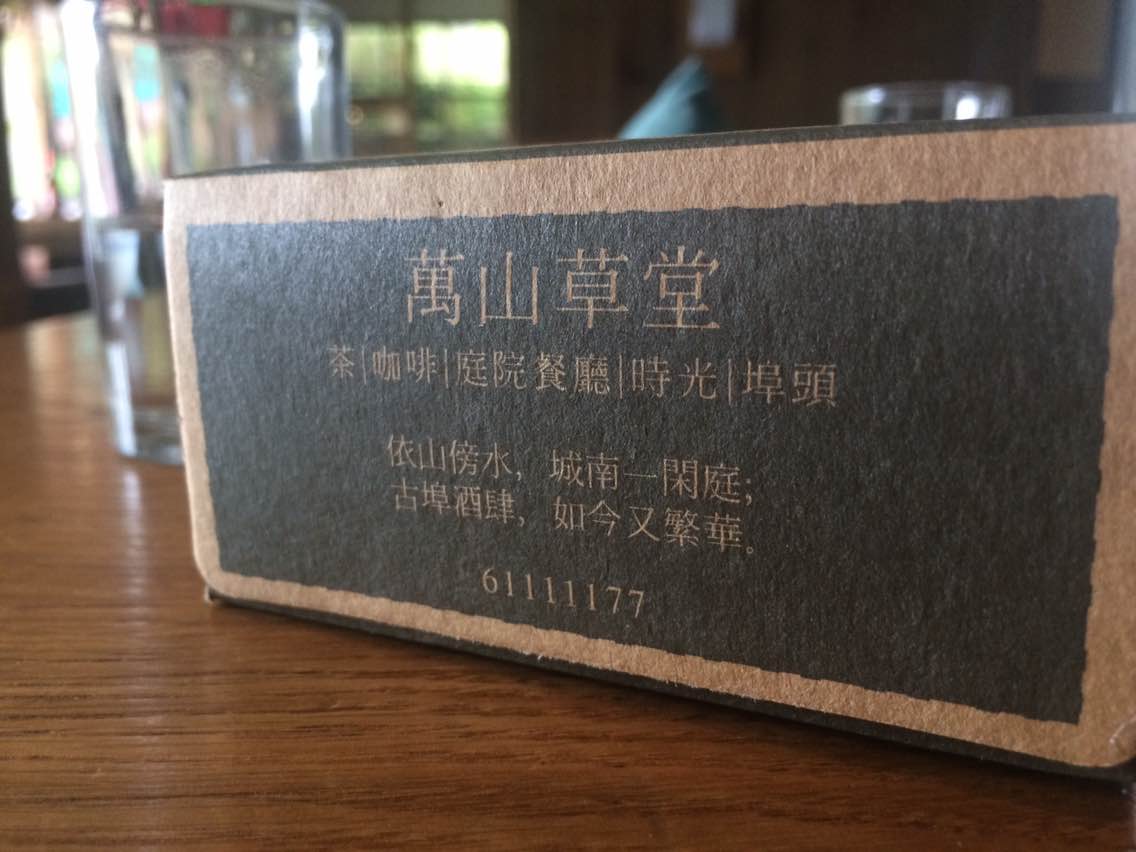 萬山草堂
茶|咖啡|庭院餐廳|時光|埠頭
依山傍水，城南一閑庭；
古埠酒肆，如今又繁華。
61111177